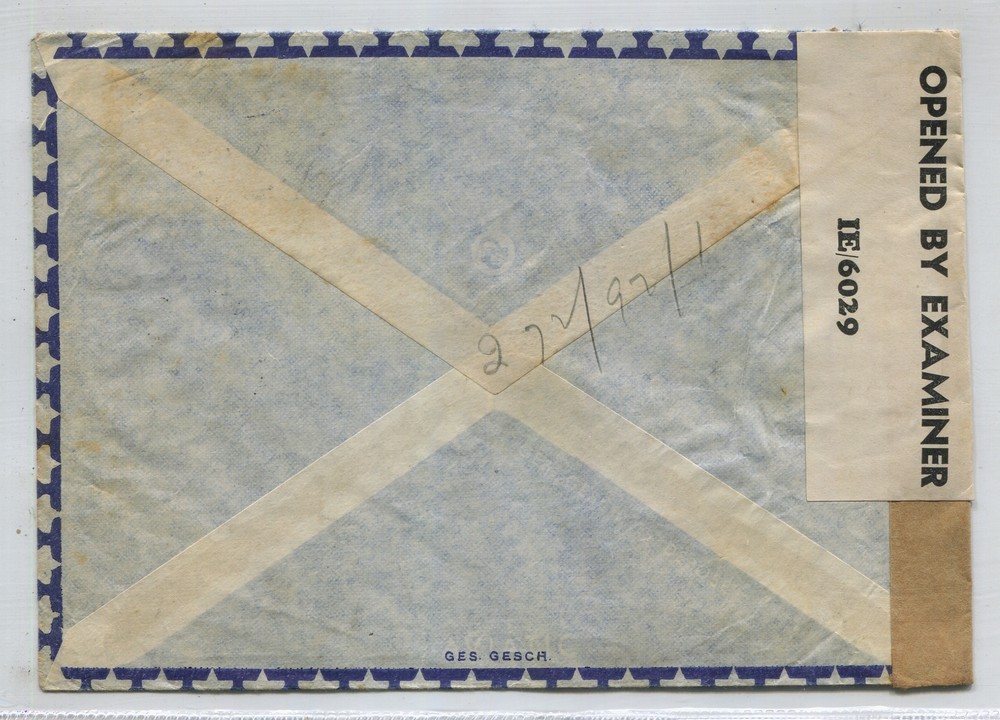 OPENED BY EXAMINER
IE/6029
GES. GESCH.